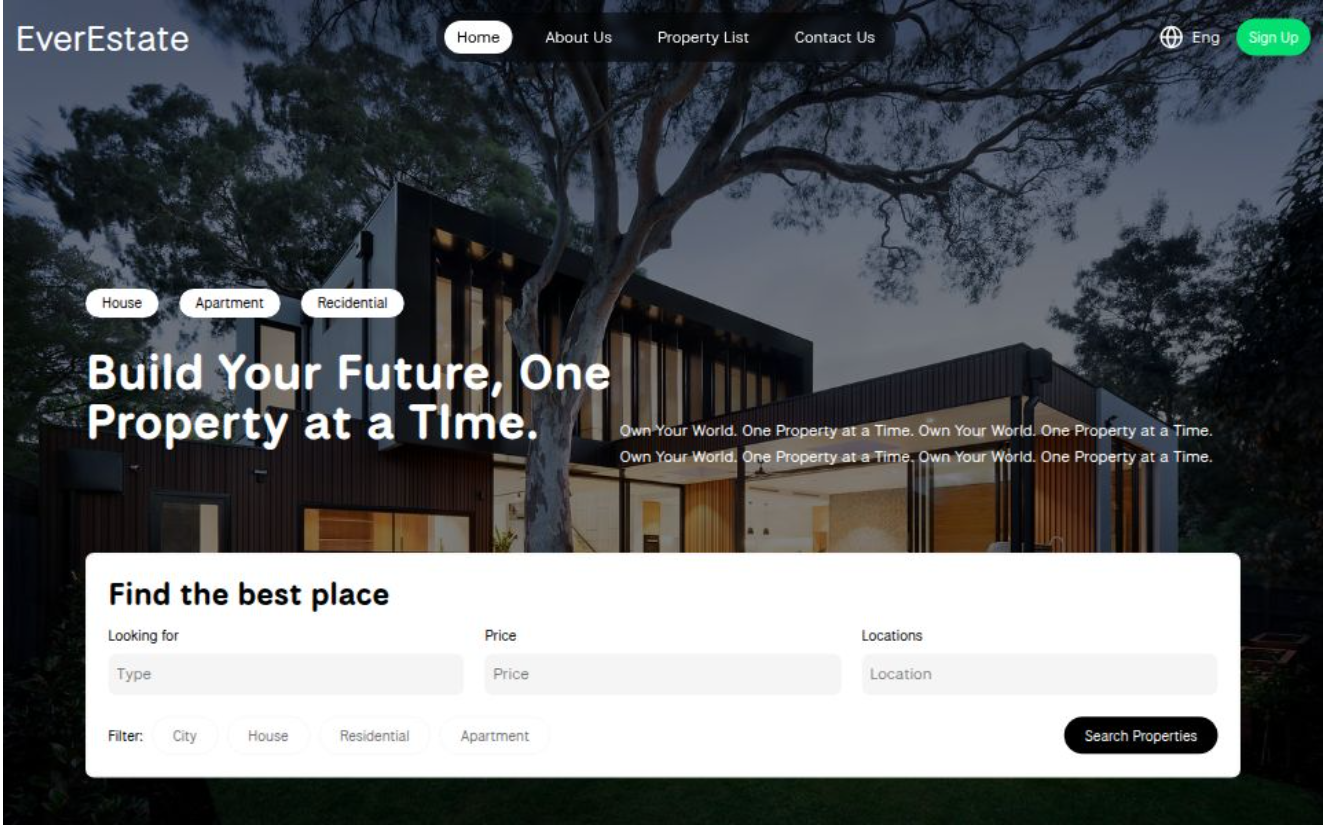 EverEstate
Home About Us Property List Contact Us
Eng Sign Up
House Apartment Recidential
Build Your Future, One
Property at a TIme.
Own Your World. One Property at a Time. Own Your World. One Property at a Time.
Own Your World. One Property at a Time. Own Your World. One Property at a Time.
Find the best place
Looking for Price Locations
Type Price Location
Filter: City House Residential Apartment Search Properties